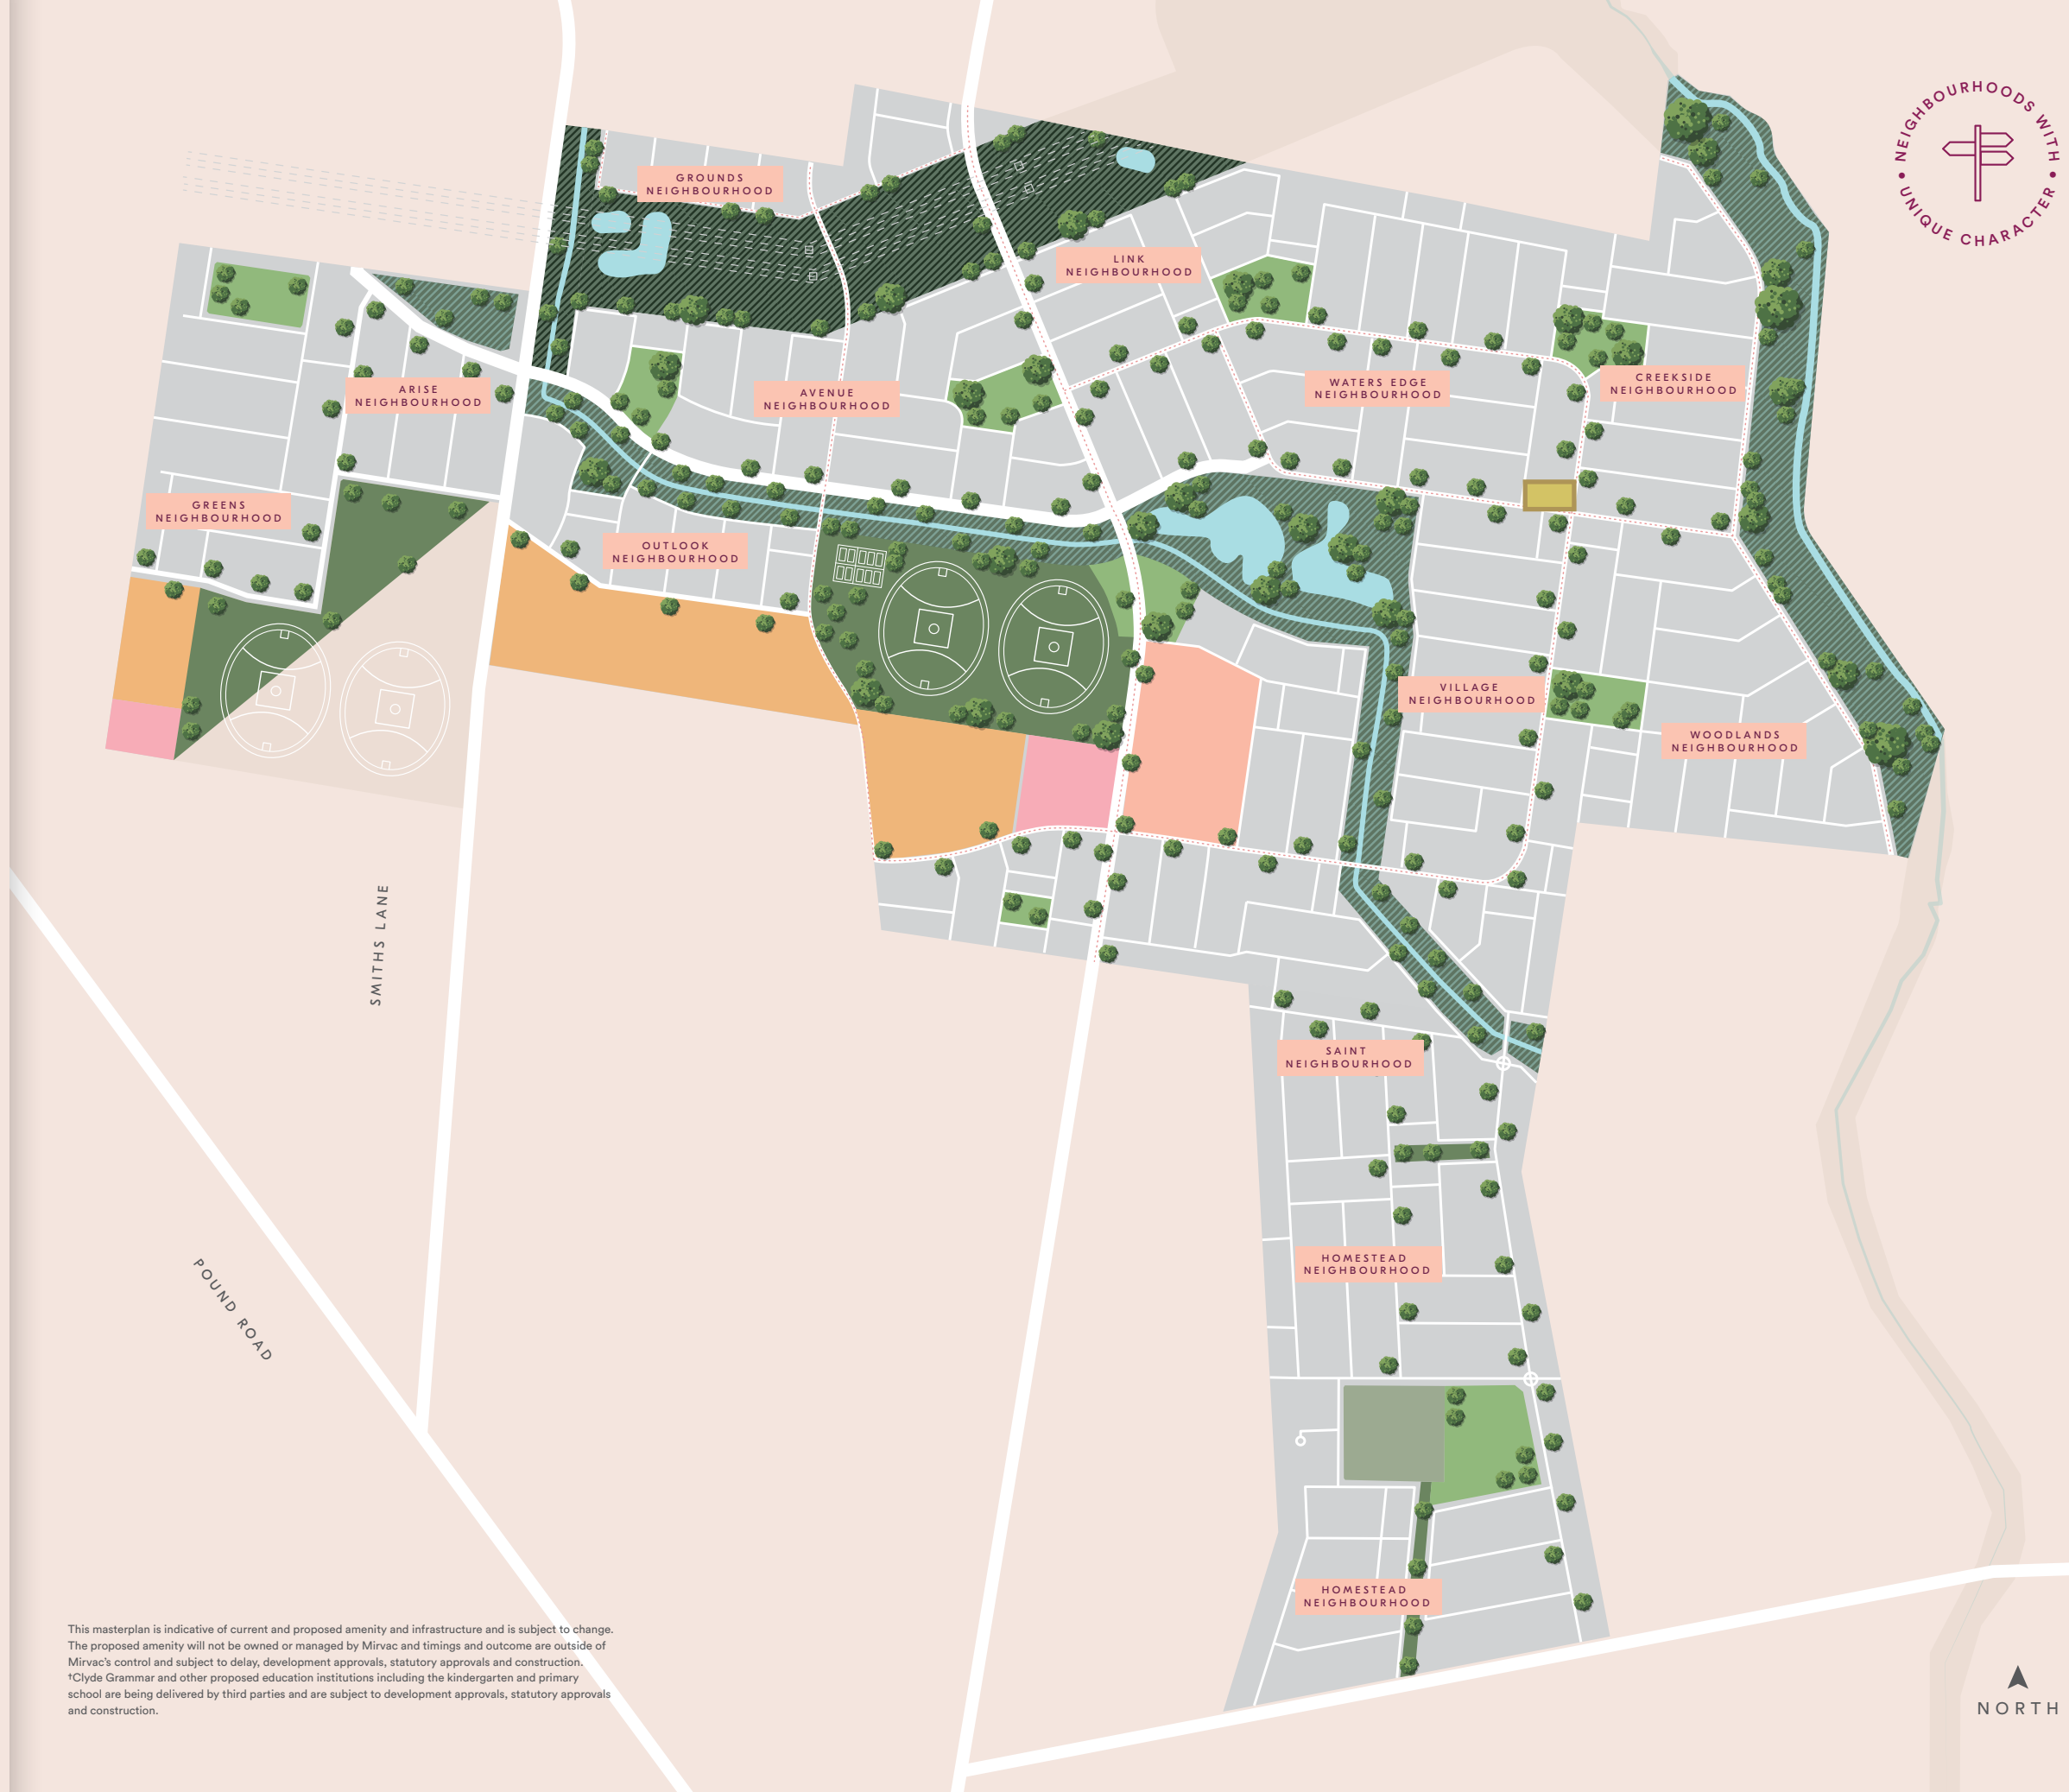 NEIGHBOURHOODS WITH
• UNIQUE CHARACTER •
GROUNDS
NEIGHBOURHOOD
LINK
NEIGHBOURHOOD
ARISE
NEIGHBOURHOOD
AVENUE
NEIGHBOURHOOD
WATERS EDGE
NEIGHBOURHOOD
CREEKSIDE
NEIGHBOURHOOD
GREENS
NEIGHBOURHOOD
OUTLOOK
NEIGHBOURHOOD
VILLAGE
NEIGHBOURHOOD
WOODLANDS
NEIGHBOURHOOD
SMITHS LANE
SAINT
NEIGHBOURHOOD
HOMESTEAD
NEIGHBOURHOOD
POUND ROAD
HOMESTEAD
NEIGHBOURHOOD
This masterplan is indicative of current and proposed amenity and infrastructure and is subject to change.
The proposed amenity will not be owned or managed by Mirvac and timings and outcome are outside of
Mirvac's control and subject to delay, development approvals, statutory approvals and construction.
†Clyde Grammar and other proposed education institutions including the kindergarten and primary
school are being delivered by third parties and are subject to development approvals, statutory approvals
and construction.
NORTH